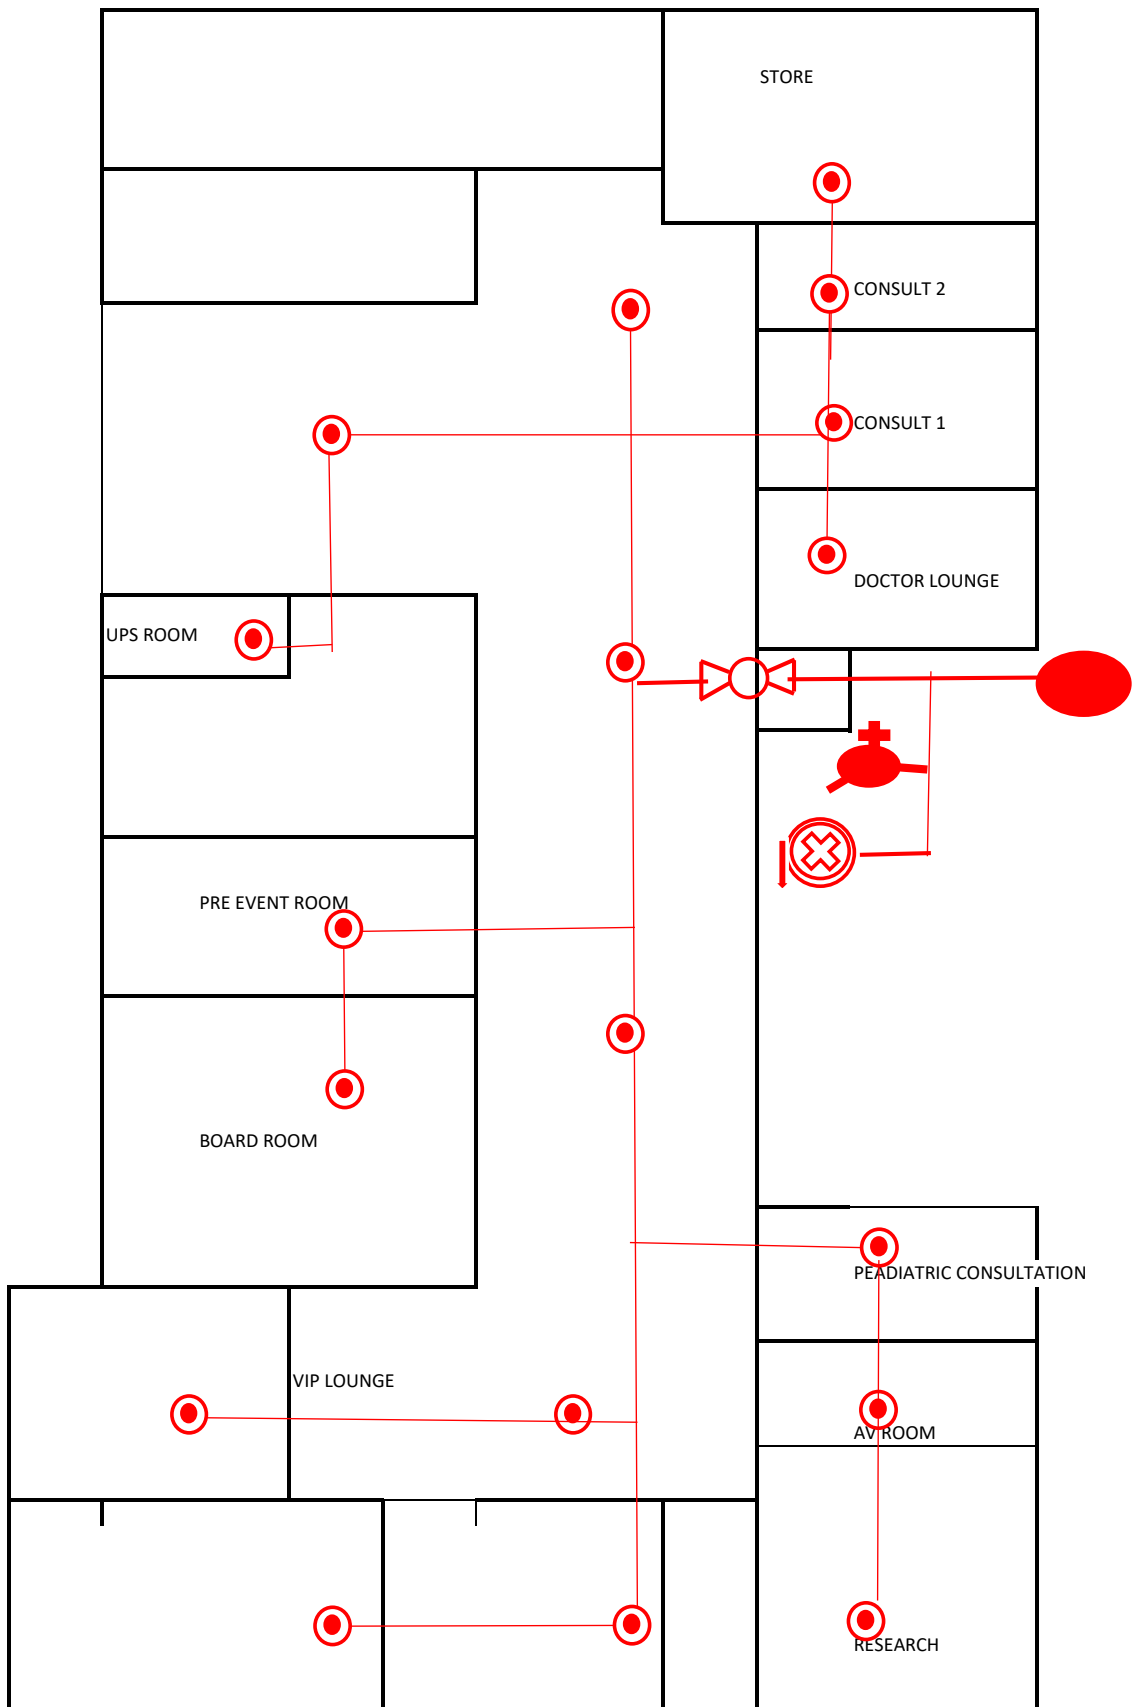 STORE
CONSULT 2
CONSULT 1
DOCTOR LOUNGE
UPS ROOM
PRE EVENT ROOM
BOARD ROOM
PEADIATRIC CONSULTATION
VIP LOUNGE
AV ROOM
RESEARCH